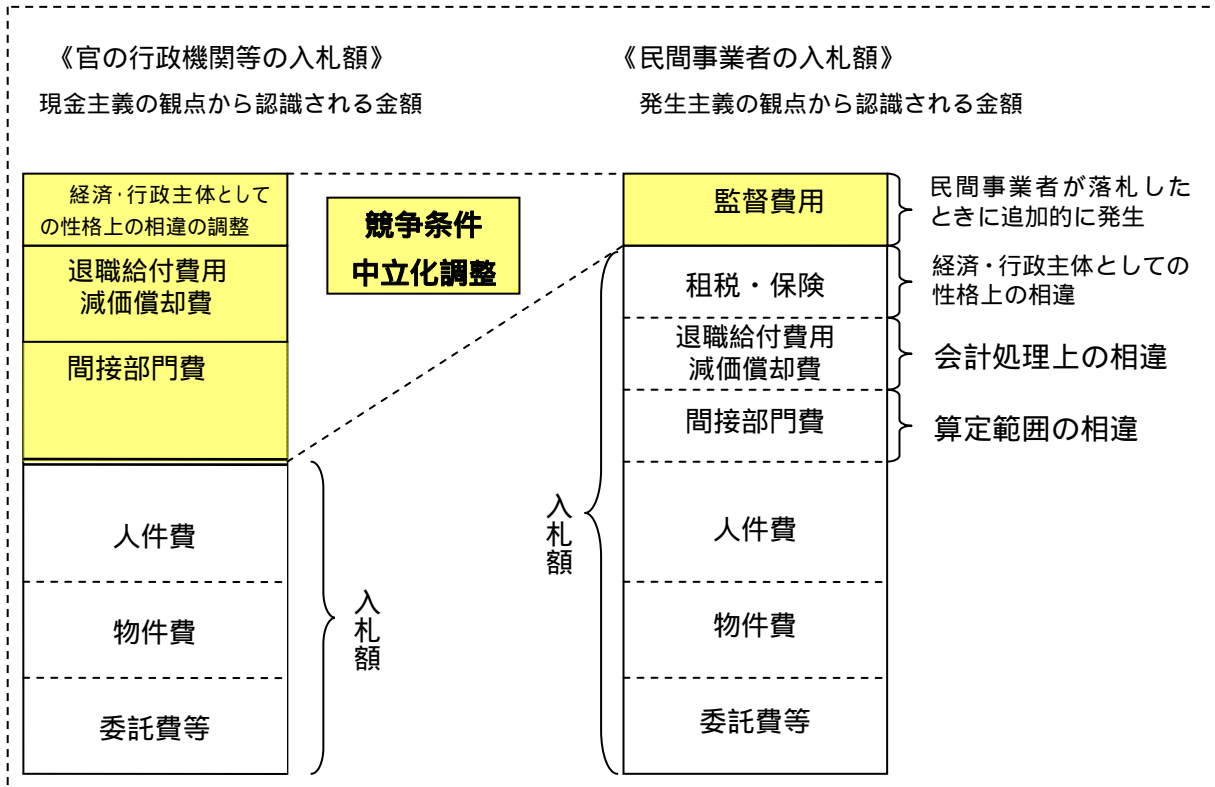 《官の行政機関等の入札額》
現金主義の観点から認識される金額
経済・行政主体として
の性格上の相違の調整
退職給付費用
減価償却費
間接部門費
人件費
物件費
委託費等
入札額
競争条件
中立化調整
《民間事業者の入札額》
発生主義の観点から認識される金額
監督費用
租税・保険
退職給付費用
減価償却費
間接部門費
人件費
物件費
委託費等
入札額
民間事業者が落札した
ときに追加的に発生
経済・行政主体としての
性格上の相違
会計処理上の相違
算定範囲の相違